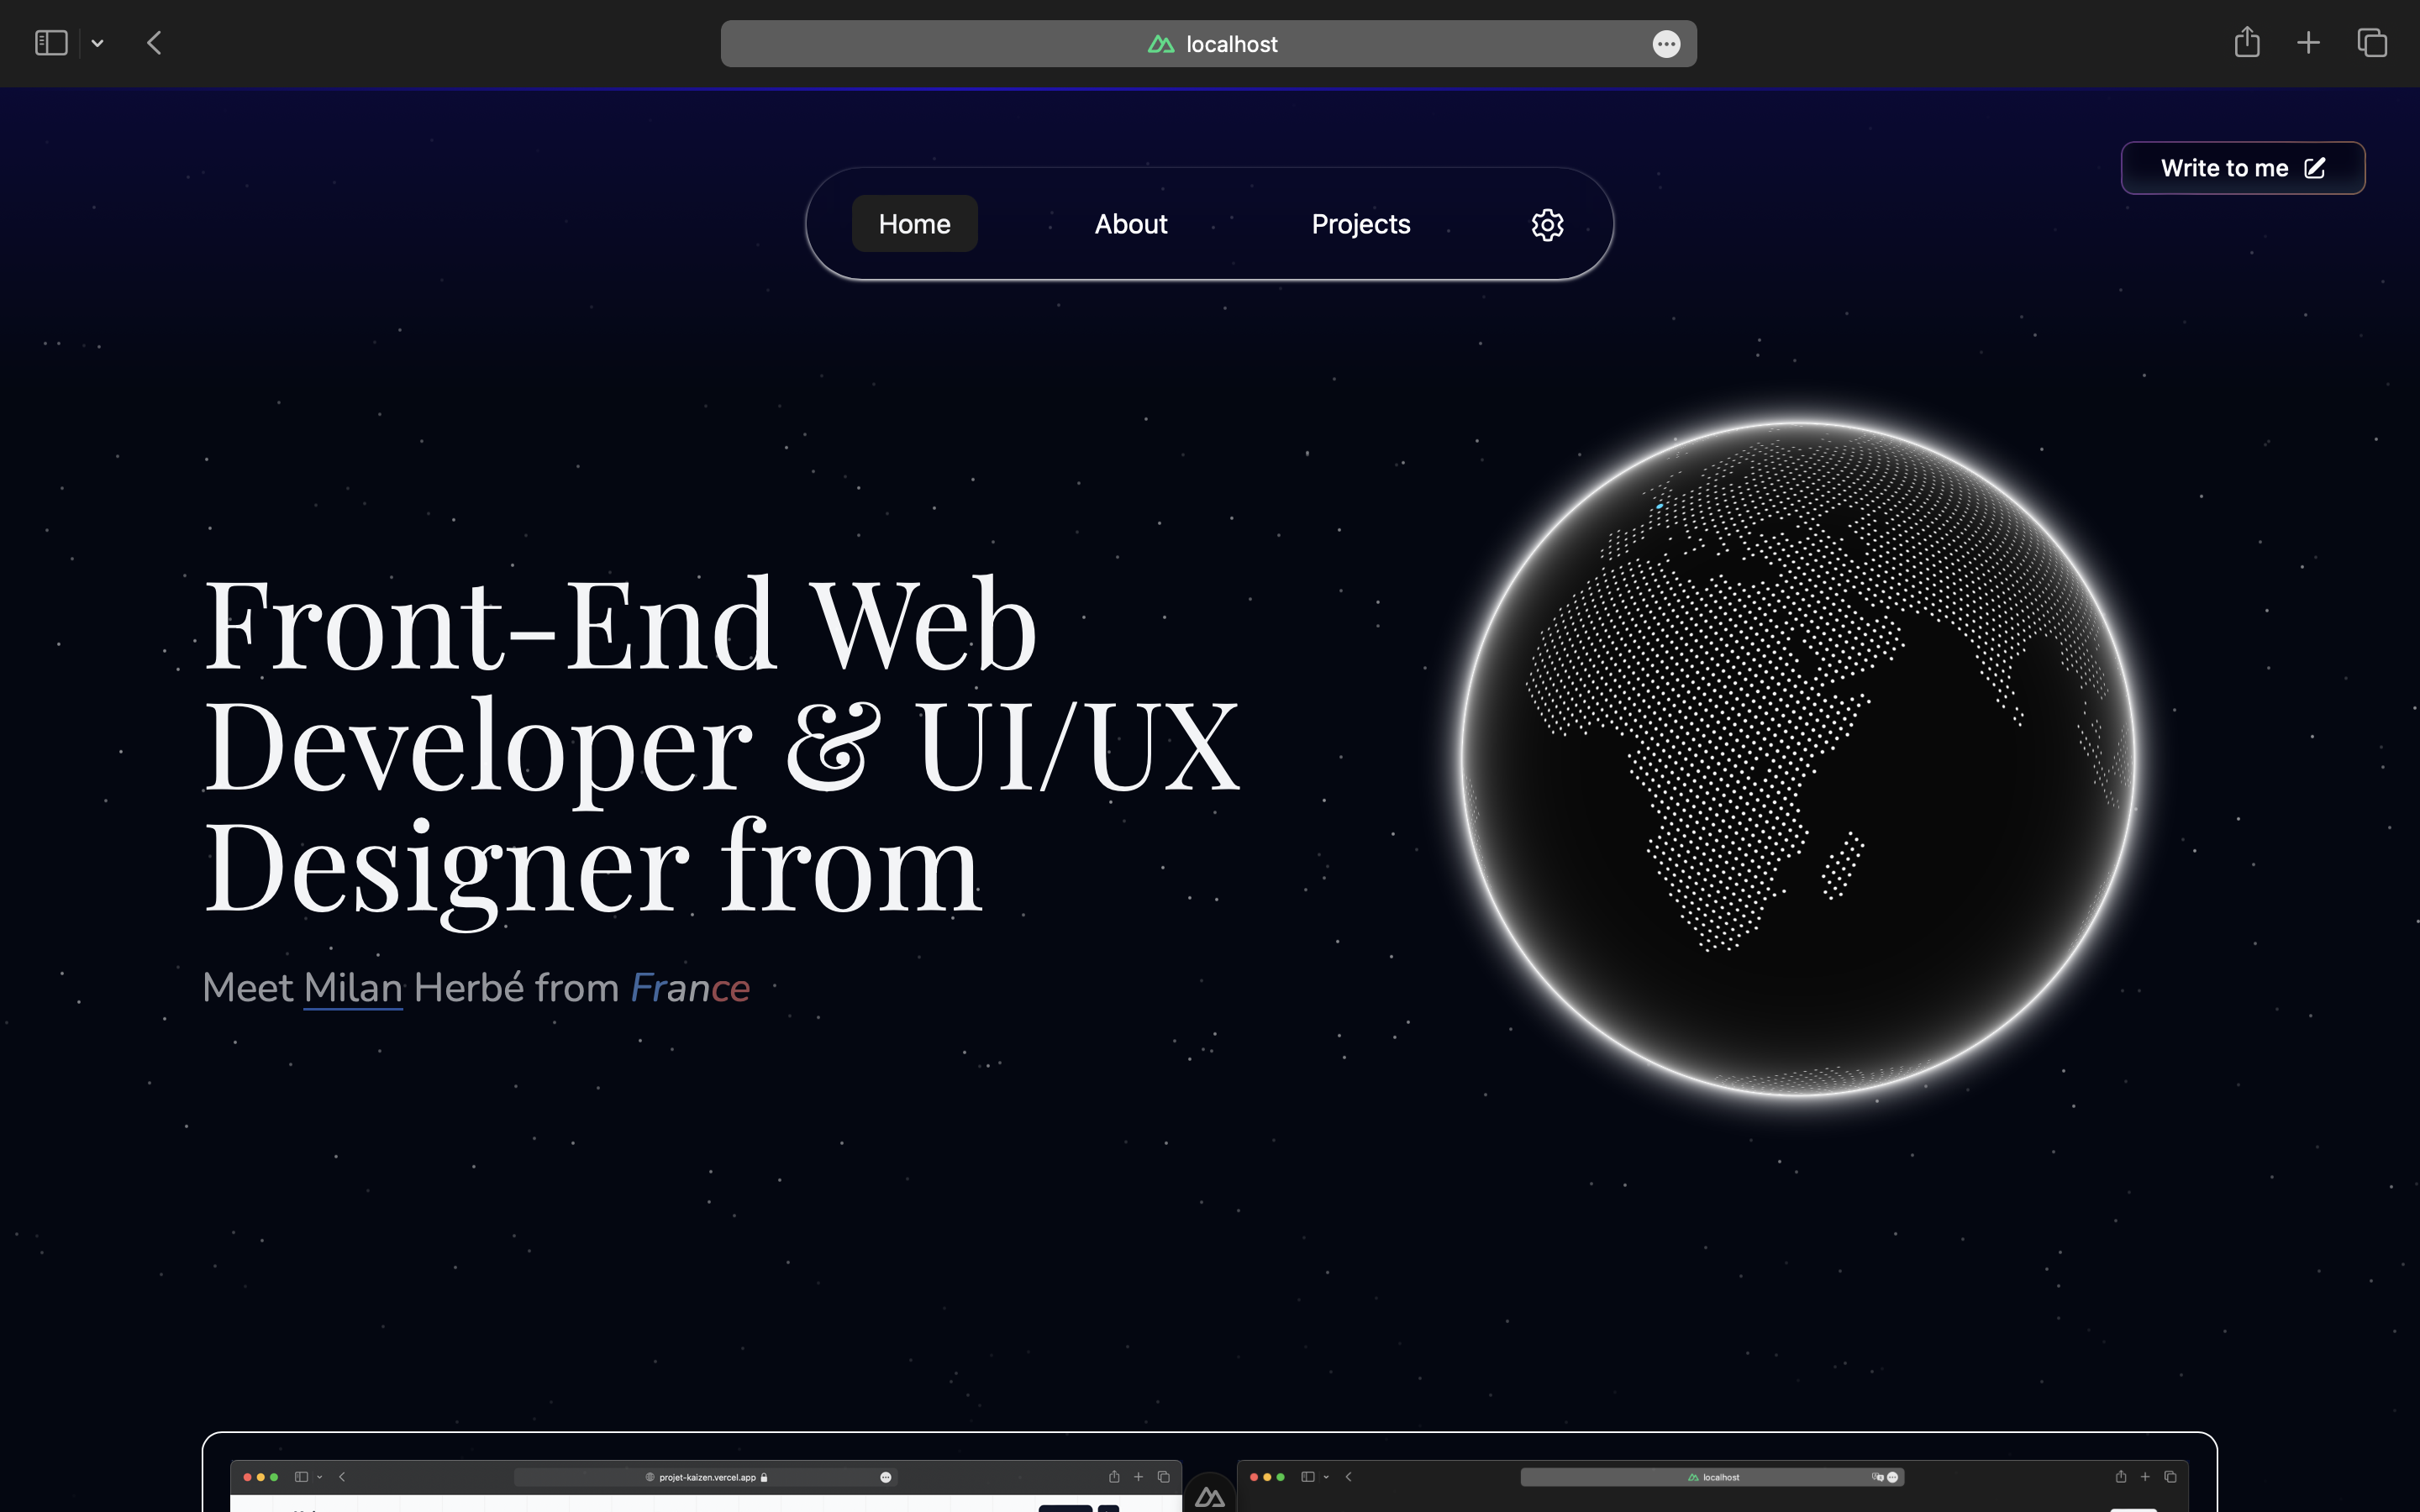 localhost
Write to me
Home About Projects
Front-End Web
Developer & UI/UX
Designer from
Meet Milan Herbé from France
projet-kaizen.vercel.app
localhost